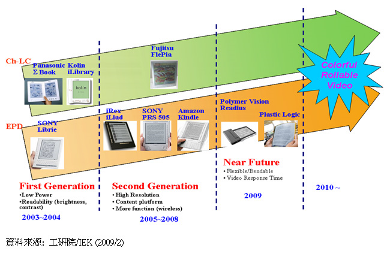 Ch LC
Fujitsu
FlePia
Panasonic
Σ Book
Kolin
iLibrary
Colorful
Rollable
Video
EPD
SONY
Librie
iRex
iLiad
SONY
PRS 505
Amazon
Kindle
Polymer Vision
Readius
Plastic Logic
First Generation
•Low Power
•Readability (brightness,
contrast)
2003~2004
Second Generation
• High Resolution
• Content platform
• More function (wireless)
2005~2008
Near Future
• Flexible/Bendable
• Video Response Time
2009
2010 ~
資料來源: 工研院/IEK (2009/2)